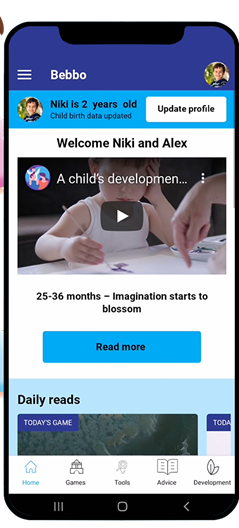 Bebbo
Niki is 2 years old
Child birth data updated
Update profile
Welcome Niki and Alex
A child's developmen...
25-36 months – Imagination starts to
blossom
Read more
Daily reads
TODAY'S GAME
TODA
Home
Games
Tools
Advice
Development